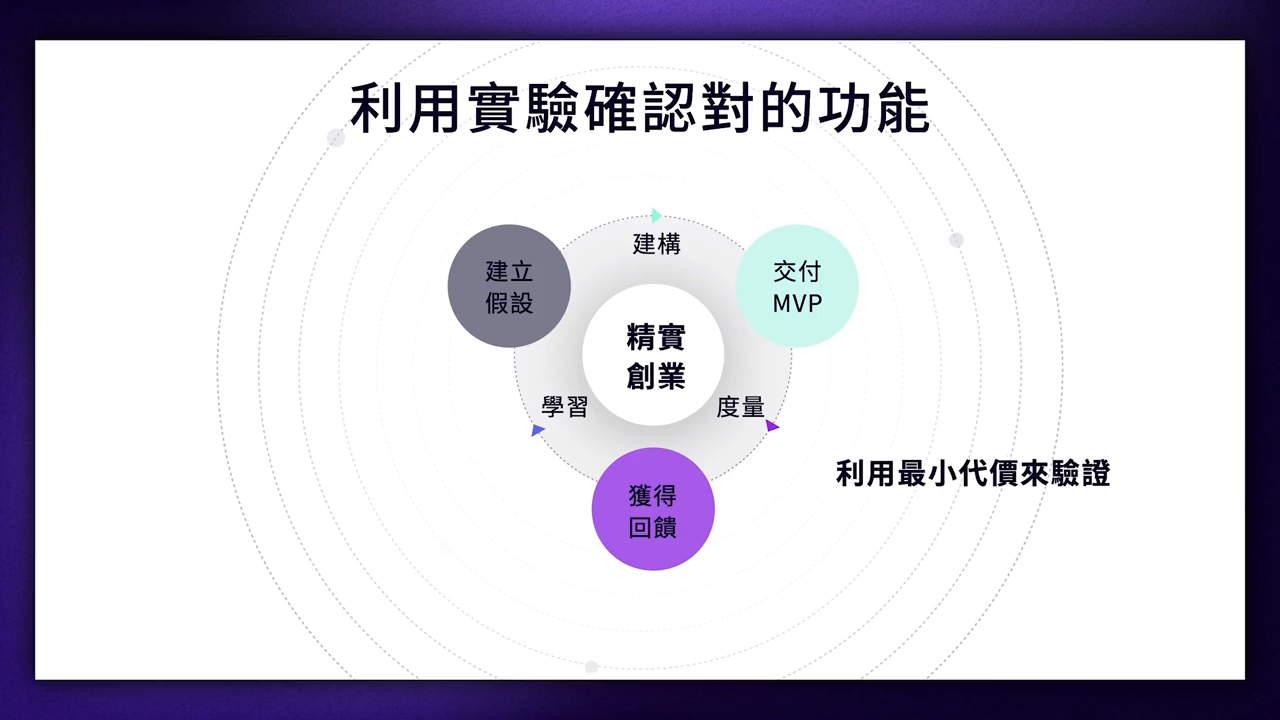 利用實驗確認對的功能
建構
建立
假設
交付
MVP
精實
創業
學習
度量
利用最小代價來驗證
獲得
回饋